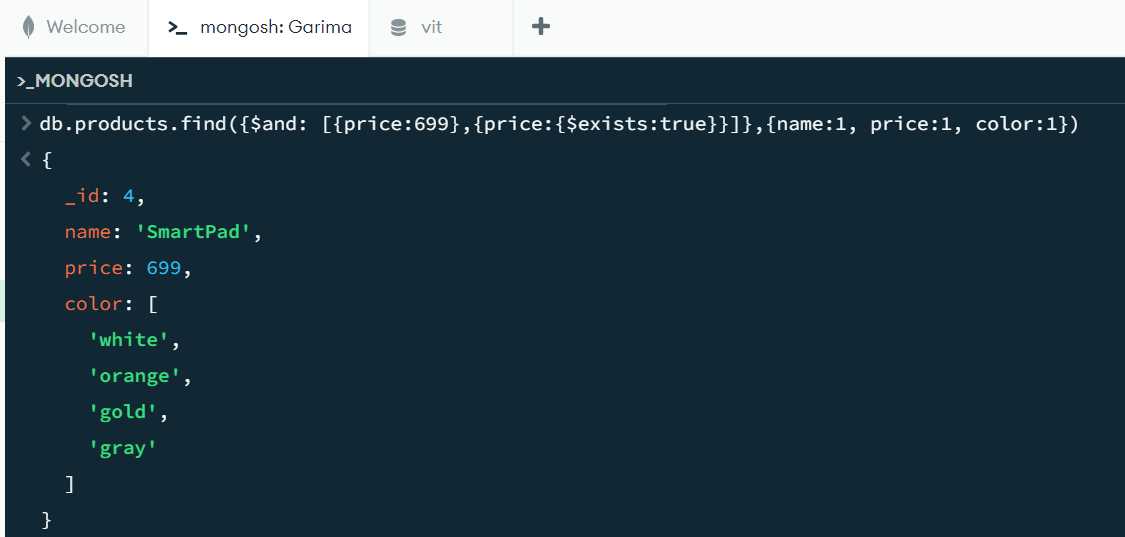 Welcome
>_ mongosh: Garima
vit
+
>_MONGOSH
> db.products.find({$and: [{price:699},{price:{$exists:true}}]},{name:1, price:1, color:1})
< {
_id: 4,
name: 'SmartPad',
price: 699,
color: [
'white',
'orange',
'gold',
'gray'
]
}